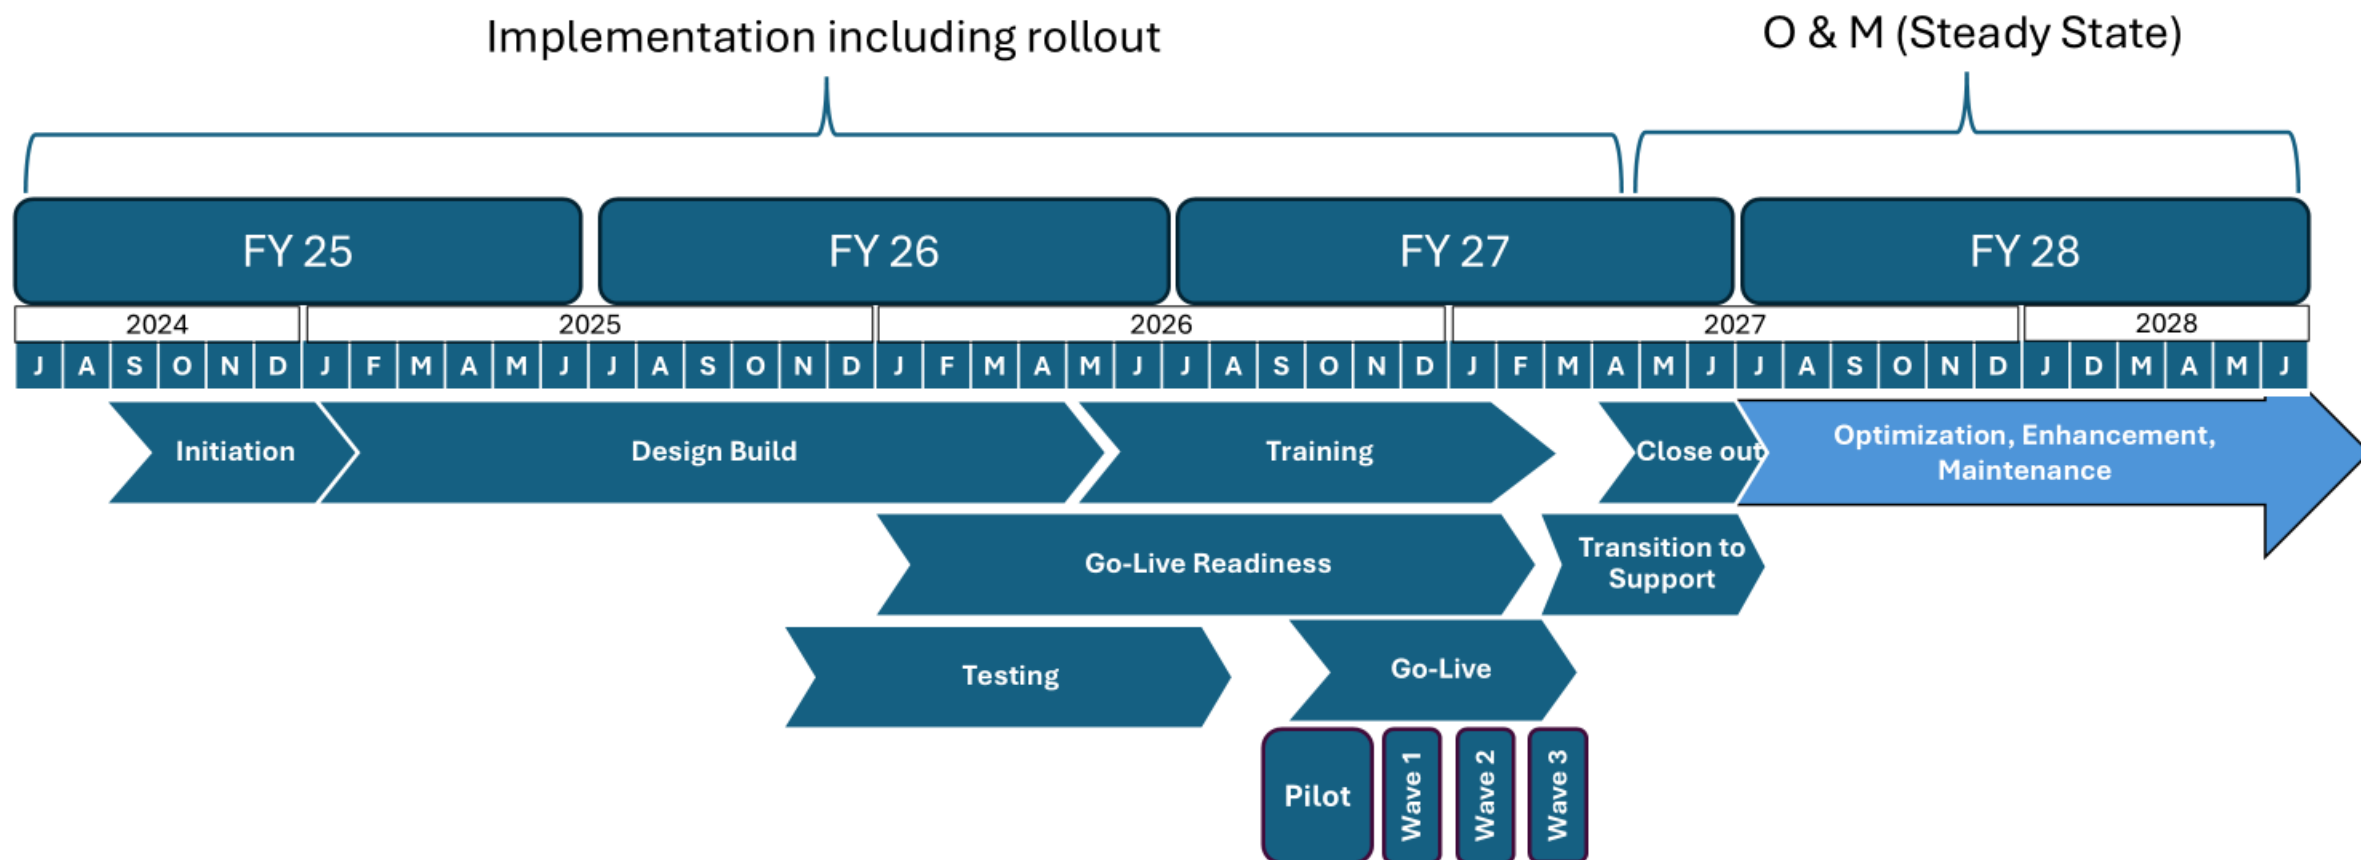 Implementation including rollout
O & M (Steady State)
FY 25
FY 26
FY 27
FY 28
2024
2025
2026
2027
2028
J A S O N D J F M A M J J A S O N D J F M A M J J A S O N D J F M A M J J A S O N D J D M A M J
Initiation
Design Build
Training
Close out
Optimization, Enhancement,
Maintenance
Go-Live Readiness
Transition to
Support
Testing
Go-Live
Pilot
Wave 1
Wave 2
Wave 3